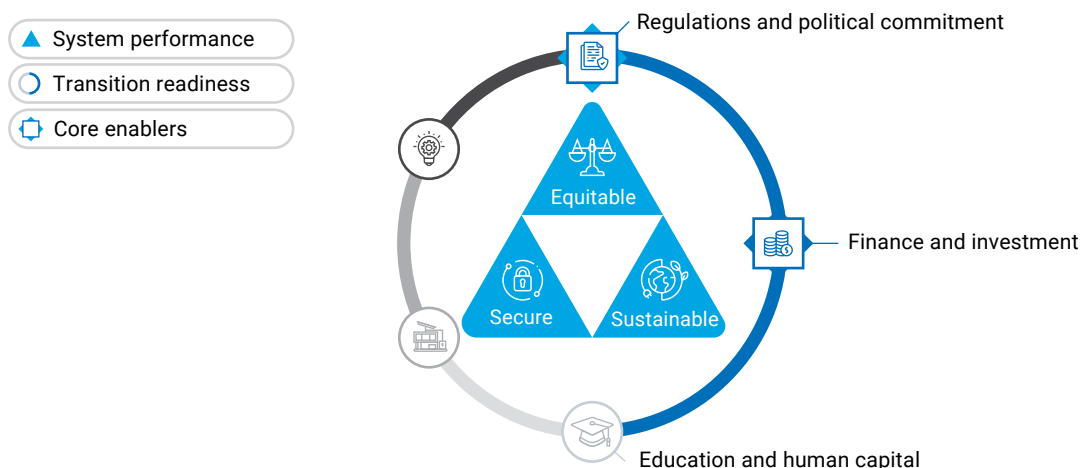 System performance
Transition readiness
Core enablers
Regulations and political commitment
Equitable
Finance and investment
Secure
Sustainable
Education and human capital